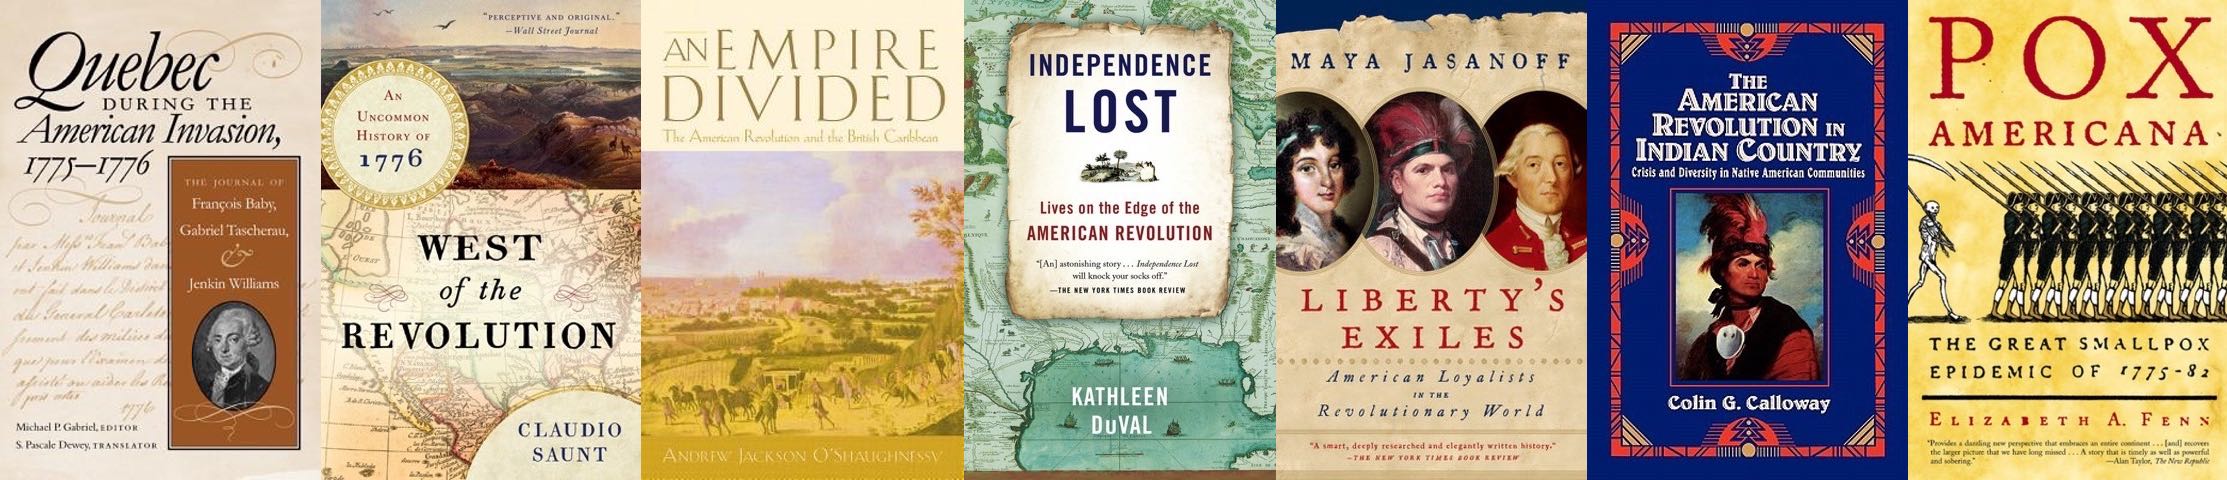 Quebec
DURING THE
American Invasion,
1775–1776
THE JOURNAL OF
François Baby,
Gabriel Tascherau,
&
Jenkin Williams
Journal
1776
Michael P. Gabriel, EDITOR
S. Pascale Dewey, TRANSLATOR
"PERCEPTIVE AND ORIGINAL."
—Wall Street Journal
AN
UNCOMMON
HISTORY OF
1776
WEST
of the
REVOLUTION
CLAUDIO
SAUNT
AN EMPIRE
DIVIDED
The American Revolution and the British Caribbean
ANDREW JACKSON O'SHAUGHNESSY
INDEPENDENCE
LOST
Lives on the Edge of the
AMERICAN REVOLUTION
"[An] astonishing story . . . Independence Lost
will knock your socks off."
—THE NEW YORK TIMES BOOK REVIEW
KATHLEEN
DuVAL
MAYA JASANOFF
LIBERTY'S
EXILES
American Loyalists
IN THE
Revolutionary World
"A smart, deeply researched and elegantly written history."
—THE NEW YORK TIMES BOOK REVIEW
THE
AMERICAN
REVOLUTION IN
INDIAN COUNTRY
Crisis and Diversity in Native American Communities
Colin G. Calloway
POX
AMERICANA
THE GREAT SMALLPOX
EPIDEMIC OF 1775-82
ELIZABETH A. FENN
"Provides a dazzling new perspective that embraces an entire continent . . . [and] recovers
the larger picture that we have long missed . . . A story that is timely as well as powerful
and sobering."
—Alan Taylor, The New Republic